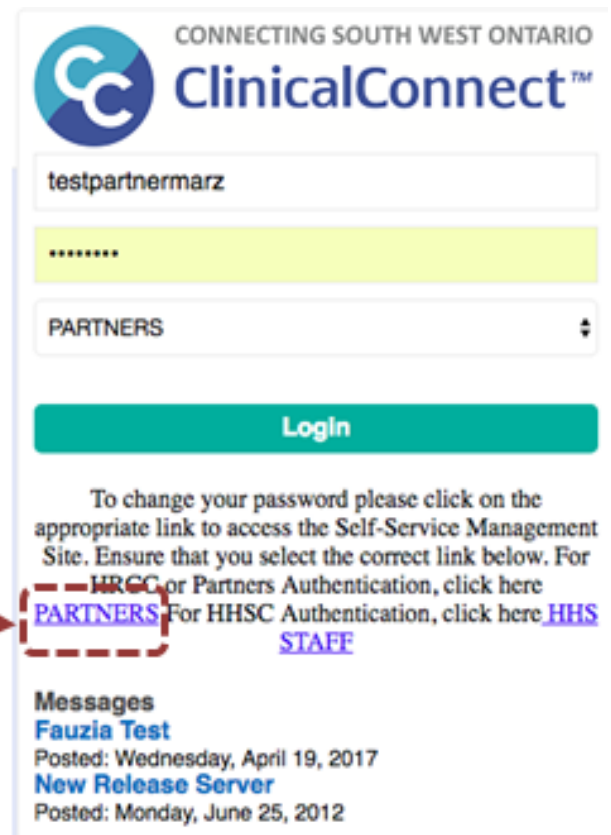 CONNECTING SOUTH WEST ONTARIO
CC ClinicalConnect™
testpartnermarz
••••••••
PARTNERS
Login
To change your password please click on the
appropriate link to access the Self-Service Management
Site. Ensure that you select the correct link below. For
HRCC or Partners Authentication, click here
PARTNERS For HHSC Authentication, click here HHS
STAFF
Messages
Fauzia Test
Posted: Wednesday, April 19, 2017
New Release Server
Posted: Monday, June 25, 2012